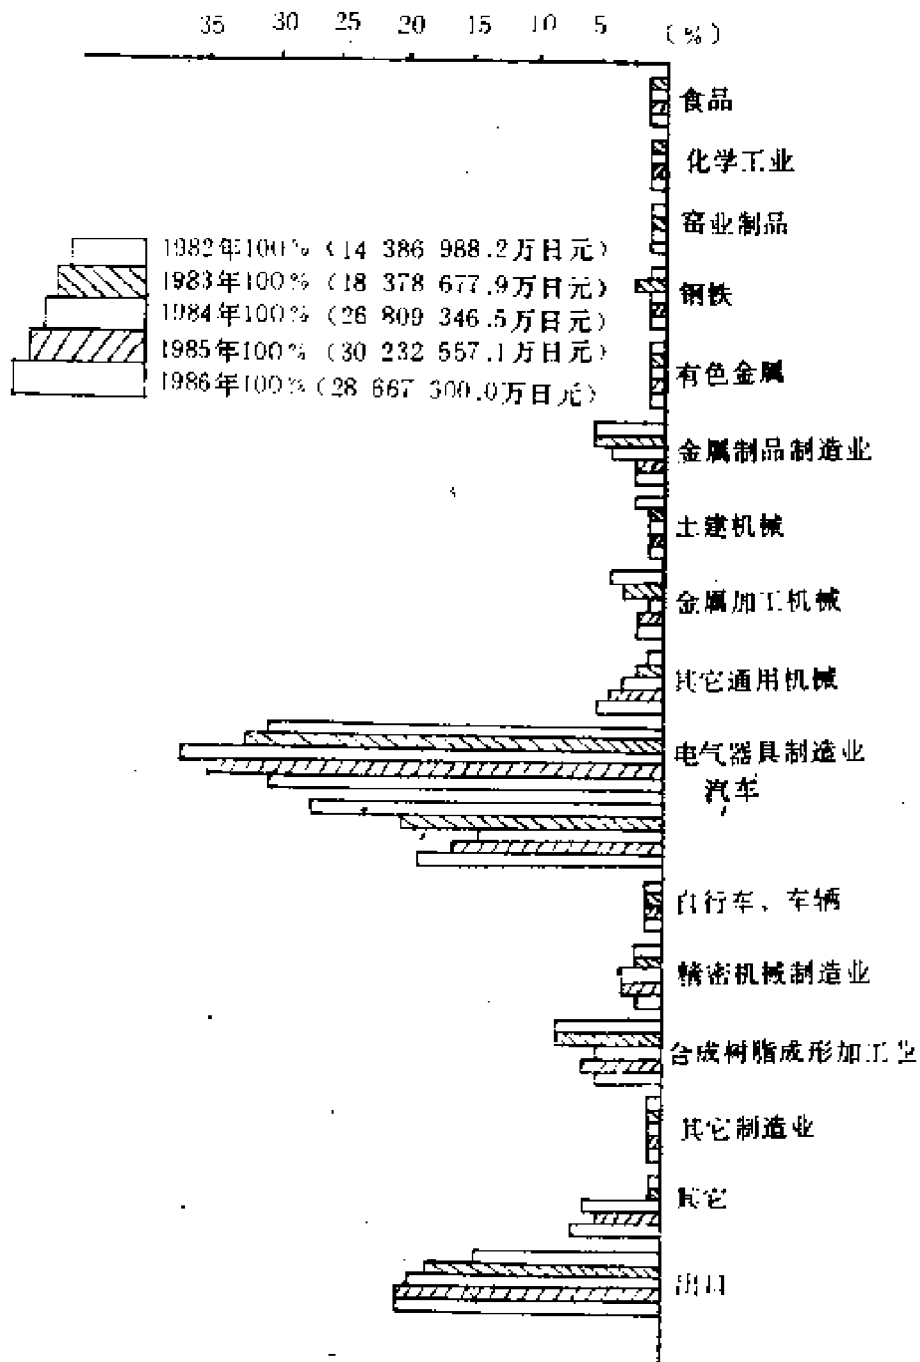 35 30 25 20 15 10 5 (%)
食品
化学工业
窑业制品
1982年100%(14 386 988.2万日元)
1983年100%(18 378 677.9万日元)
钢铁
1984年100%(26 809 346.5万日元)
1985年100%(30 232 557.1万日元)
有色金属
1986年100%(28 667 300.0万日元)
金属制品制造业
土建机械
金属加工机械
其它通用机械
电气器具制造业
汽车
自行车、车辆
精密机械制造业
合成树脂成形加工业
其它制造业
其它
出口